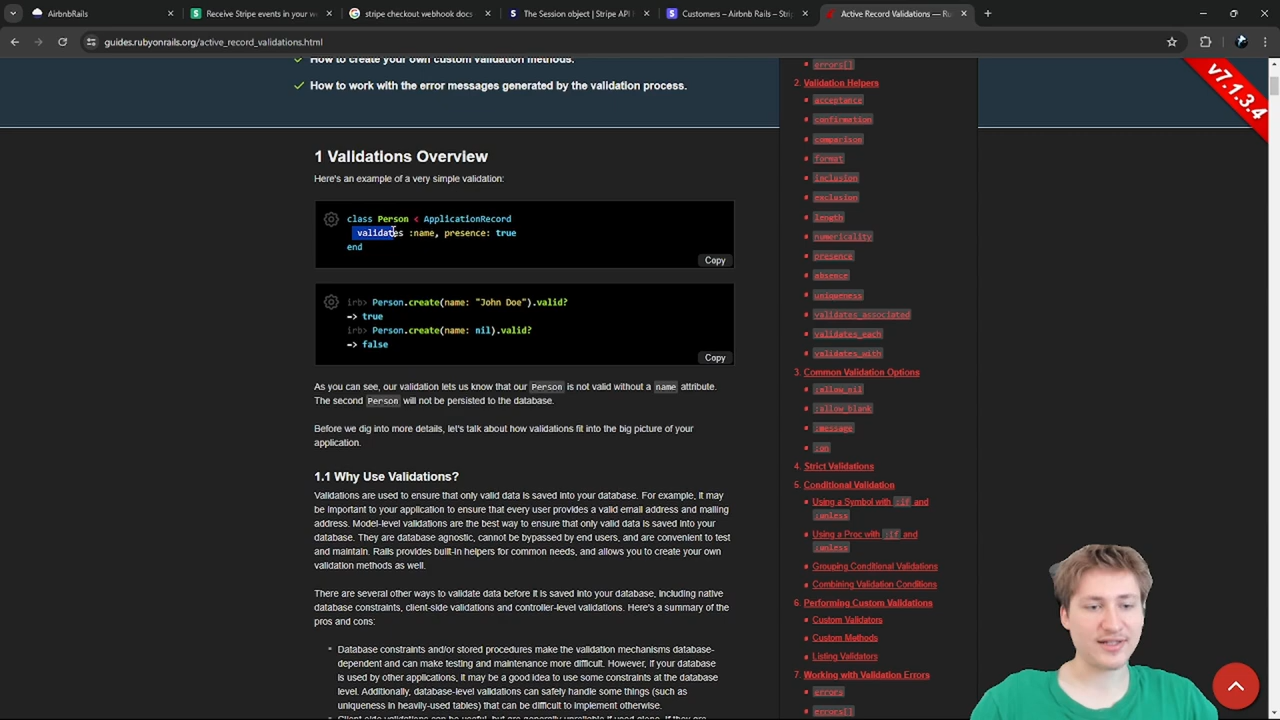 AirbnbRails
Receive Stripe events in your w
stripe checkout webhook docs
The Session object | Stripe API
Customers – Airbnb Rails – Strip
Active Record Validations — Ru
guides.rubyonrails.org/active_record_validations.html
How to create your own custom validation methods.
How to work with the error messages generated by the validation process.
v7.1.3.4
1 Validations Overview
Here's an example of a very simple validation:
class Person < ApplicationRecord
validates :name, presence: true
end
Copy
irb> Person.create(name: "John Doe").valid?
=> true
irb> Person.create(name: nil).valid?
=> false
Copy
As you can see, our validation lets us know that our Person is not valid without a name attribute.
The second Person will not be persisted to the database.
Before we dig into more details, let's talk about how validations fit into the big picture of your
application.
1.1 Why Use Validations?
Validations are used to ensure that only valid data is saved into your database. For example, it may
be important to your application to ensure that every user provides a valid email address and mailing
address. Model-level validations are the best way to ensure that only valid data is saved into your
database. They are database agnostic, cannot be bypassed by end users, and are convenient to test
and maintain. Rails provides built-in helpers for common needs, and allows you to create your own
validation methods as well.
There are several other ways to validate data before it is saved into your database, including native
database constraints, client-side validations and controller-level validations. Here's a summary of the
pros and cons:
Database constraints and/or stored procedures make the validation mechanisms database-
dependent and can make testing and maintenance more difficult. However, if your database
is used by other applications, it may be a good idea to use some constraints at the database
level. Additionally, database-level validations can safely handle some things (such as
uniqueness in heavily-used tables) that can be difficult to implement otherwise.
Client-side validations can be useful, but are generally unreliable if used alone. If they are
errors[]
2. Validation Helpers
acceptance
confirmation
comparison
format
inclusion
exclusion
length
numericality
presence
absence
uniqueness
validates_associated
validates_each
validates_with
3. Common Validation Options
:allow_nil
:allow_blank
:message
:on
4. Strict Validations
5. Conditional Validation
Using a Symbol with :if and
:unless
Using a Proc with :if and
:unless
Grouping Conditional Validations
Combining Validation Conditions
6. Performing Custom Validations
Custom Validators
Custom Methods
Listing Validators
7. Working with Validation Errors
errors
errors[]